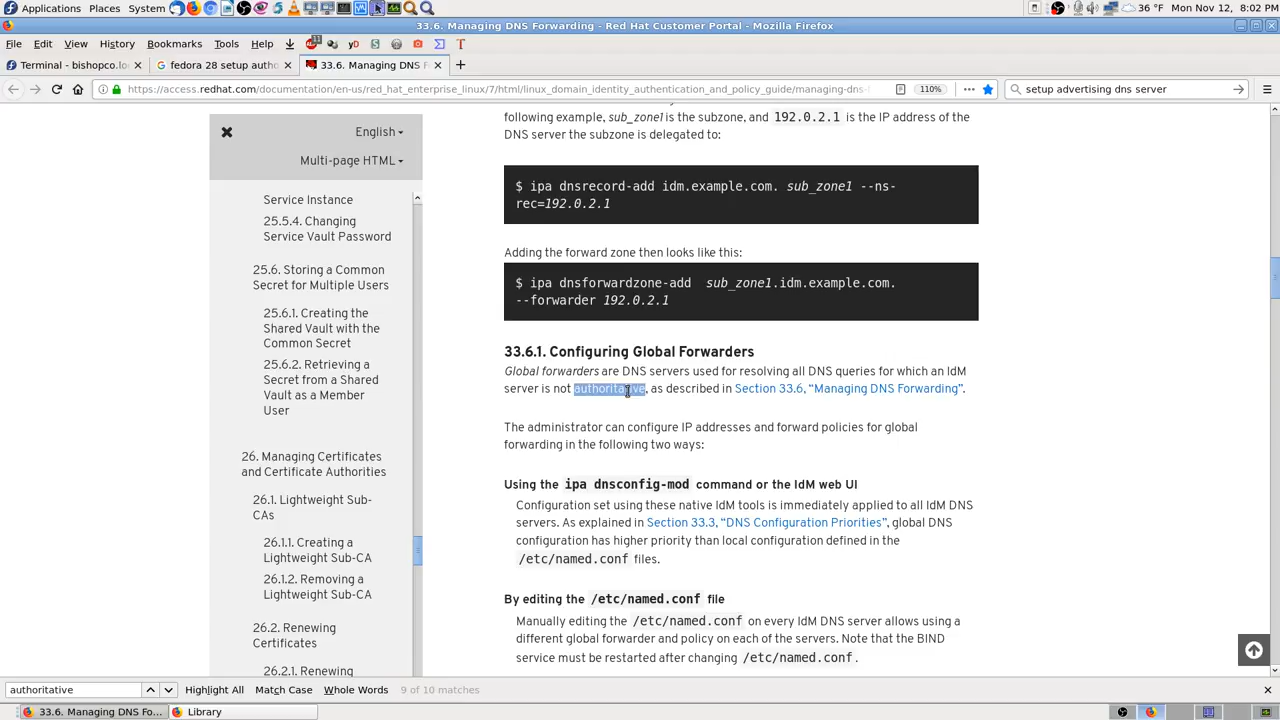 Applications Places System 36 °F Mon Nov 12, 8:02 PM
33.6. Managing DNS Forwarding - Red Hat Customer Portal - Mozilla Firefox
File Edit View History Bookmarks Tools Help
Terminal - bishopco.lo
fedora 28 setup autho
33.6. Managing DNS F
https://access.redhat.com/documentation/en-us/red_hat_enterprise_linux/7/html/linux_domain_identity_authentication_and_policy_guide/managing-dns-f
110%
setup advertising dns server
English
Multi-page HTML
Service Instance
25.5.4. Changing
Service Vault Password
25.6. Storing a Common
Secret for Multiple Users
25.6.1. Creating the
Shared Vault with the
Common Secret
25.6.2. Retrieving a
Secret from a Shared
Vault as a Member
User
26. Managing Certificates
and Certificate Authorities
26.1. Lightweight Sub-
CAs
26.1.1. Creating a
Lightweight Sub-CA
26.1.2. Removing a
Lightweight Sub-CA
26.2. Renewing
Certificates
26.2.1. Renewing
following example, sub_zone1 is the subzone, and 192.0.2.1 is the IP address of the
DNS server the subzone is delegated to:
$ ipa dnsrecord-add idm.example.com. sub_zone1 --ns-
rec=192.0.2.1
Adding the forward zone then looks like this:
$ ipa dnsforwardzone-add sub_zone1.idm.example.com.
--forwarder 192.0.2.1
33.6.1. Configuring Global Forwarders
Global forwarders are DNS servers used for resolving all DNS queries for which an IdM
server is not authoritative, as described in Section 33.6, “Managing DNS Forwarding”.
The administrator can configure IP addresses and forward policies for global
forwarding in the following two ways:
Using the ipa dnsconfig-mod command or the IdM web UI
Configuration set using these native IdM tools is immediately applied to all IdM DNS
servers. As explained in Section 33.3, “DNS Configuration Priorities”, global DNS
configuration has higher priority than local configuration defined in the
/etc/named.conf files.
By editing the /etc/named.conf file
Manually editing the /etc/named.conf on every IdM DNS server allows using a
different global forwarder and policy on each of the servers. Note that the BIND
service must be restarted after changing /etc/named.conf.
authoritative
Highlight All Match Case Whole Words 9 of 10 matches
33.6. Managing DNS Fo...
Library